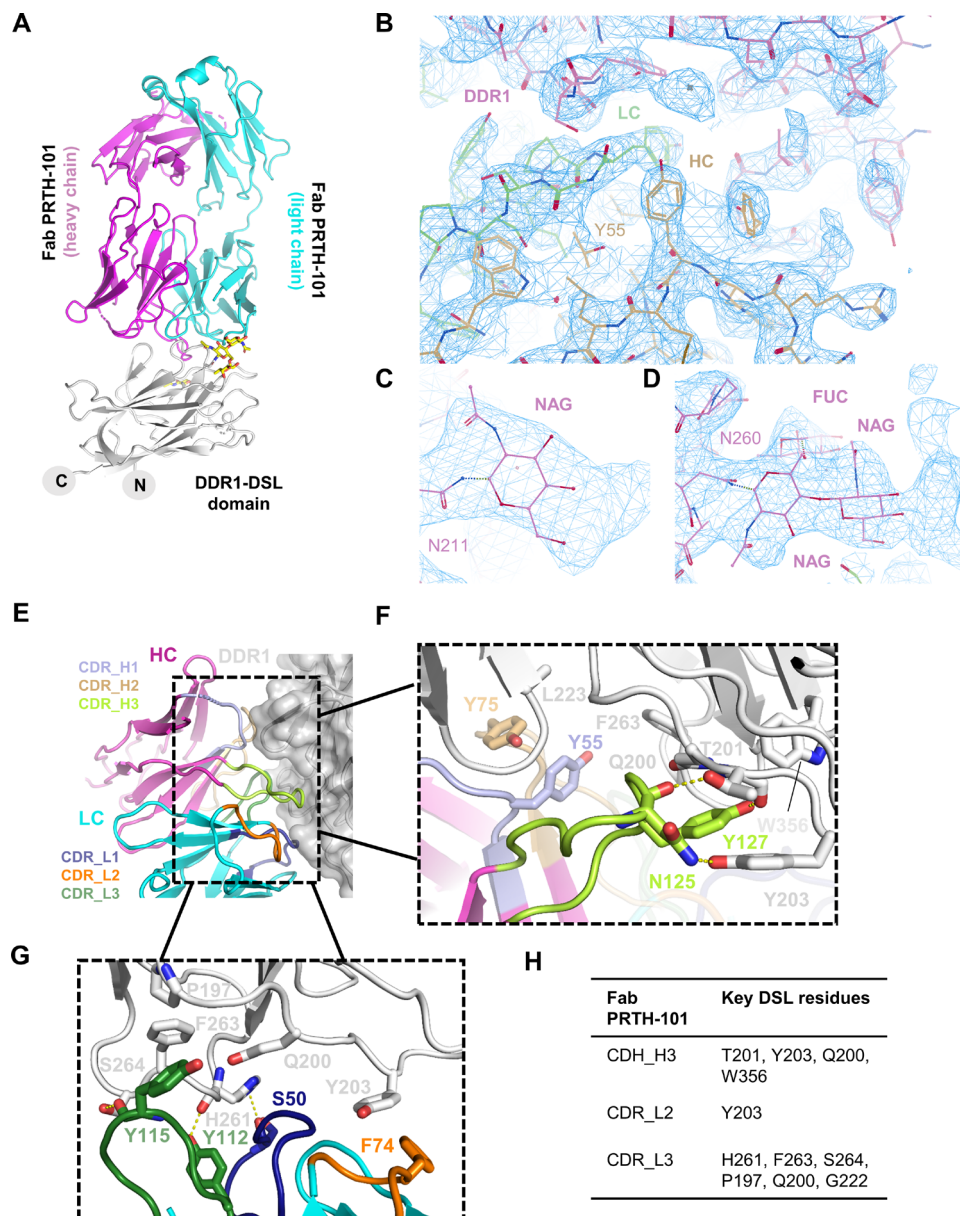 A
Fab PRTH-101
(heavy chain)
Fab PRTH-101
(light chain)
C
N
DDR1-DSL
domain
B
DDR1
LC
HC
Y55
C
NAG
N211
D
FUC
N260
NAG
NAG
E
HC
DDR1
CDR_H1
CDR_H2
CDR_H3
LC
CDR_L1
CDR_L2
CDR_L3
F
Y75
L223
F263
Y55
T201
Q200
W356
Y127
N125
Y203
G
P197
F263
S264
Q200
Y203
S50
H261
Y115
Y112
F74
H
Fab
PRTH-101
Key DSL residues
CDH_H3
T201, Y203, Q200,
W356
CDR_L2
Y203
CDR_L3
H261, F263, S264,
P197, Q200, G222